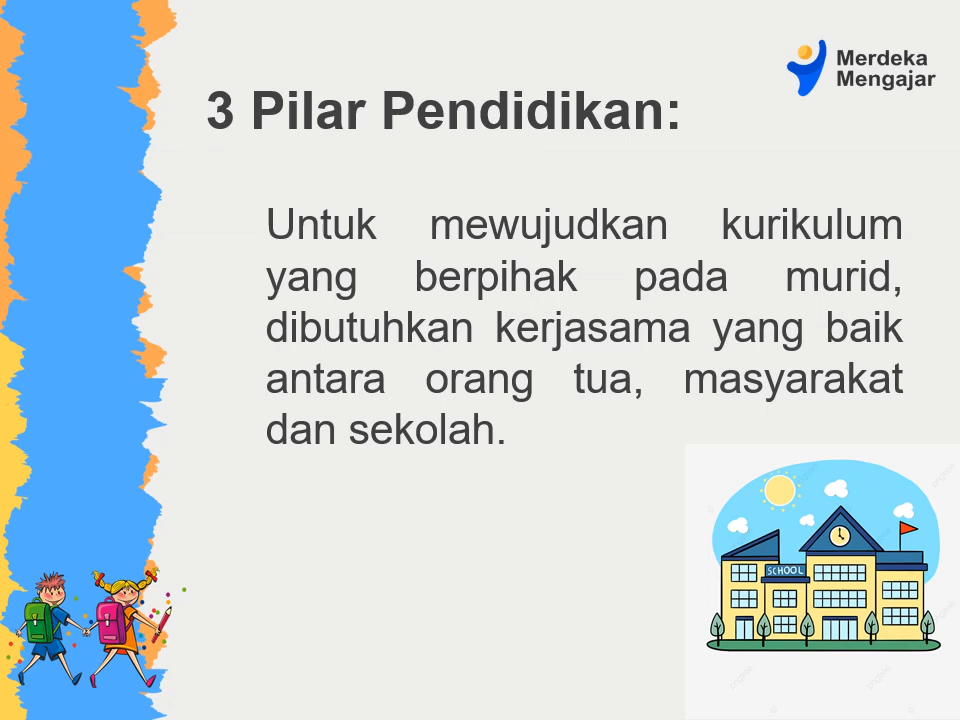 Merdeka
Mengajar
3 Pilar Pendidikan:
Untuk mewujudkan kurikulum
yang berpihak pada murid,
dibutuhkan kerjasama yang baik
antara orang tua, masyarakat
dan sekolah.
SCHOOL